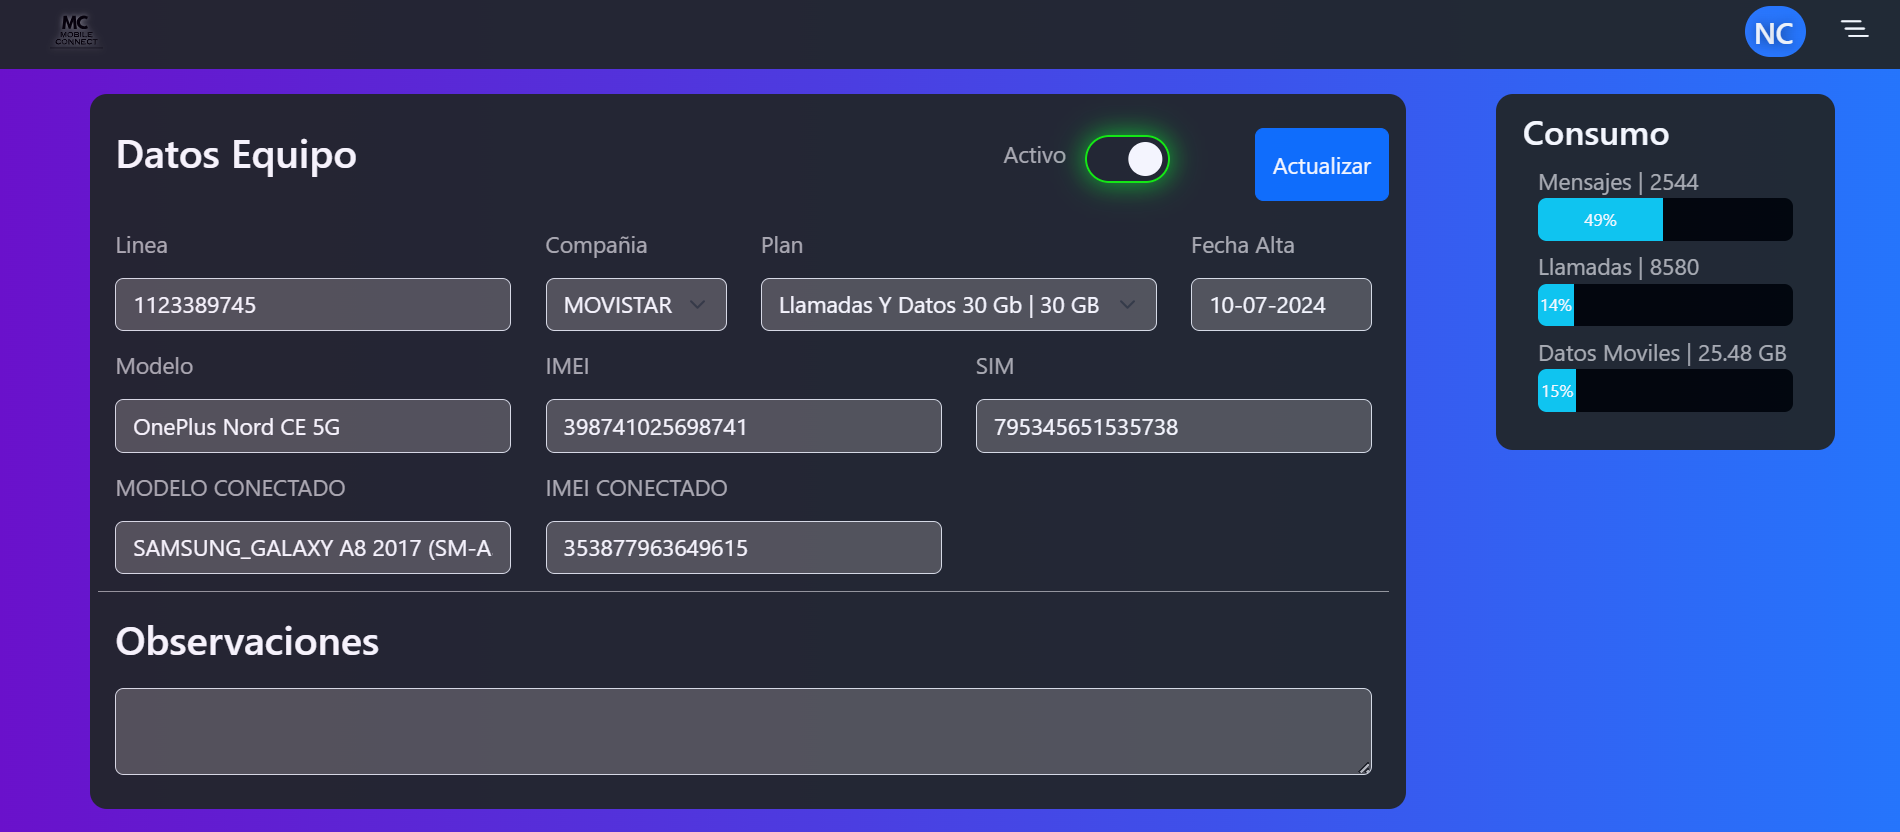 MC
MOBILE
CONNECT
NC
Datos Equipo
Activo
Actualizar
Linea
Compañia
Plan
Fecha Alta
1123389745
MOVISTAR
Llamadas Y Datos 30 Gb | 30 GB
10-07-2024
Modelo
IMEI
SIM
OnePlus Nord CE 5G
398741025698741
795345651535738
MODELO CONECTADO
IMEI CONECTADO
SAMSUNG_GALAXY A8 2017 (SM-A
353877963649615
Observaciones
Consumo
Mensajes | 2544
49%
Llamadas | 8580
14%
Datos Moviles | 25.48 GB
15%